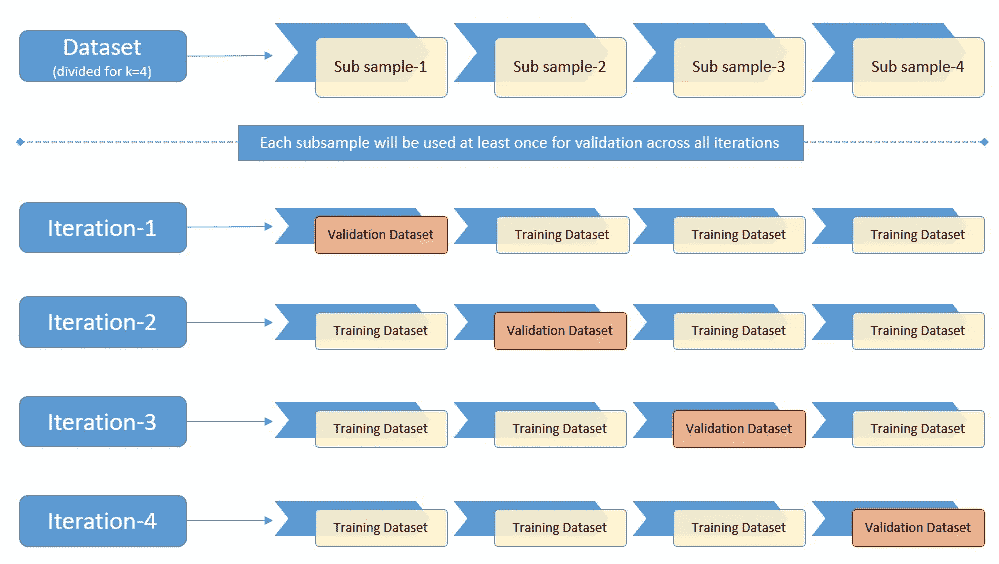 Dataset
(divided for k=4)
Sub sample-1
Sub sample-2
Sub sample-3
Sub sample-4
Each subsample will be used at least once for validation across all iterations
Iteration-1
Validation Dataset
Training Dataset
Training Dataset
Training Dataset
Iteration-2
Training Dataset
Validation Dataset
Training Dataset
Training Dataset
Iteration-3
Training Dataset
Training Dataset
Validation Dataset
Training Dataset
Iteration-4
Training Dataset
Training Dataset
Training Dataset
Validation Dataset